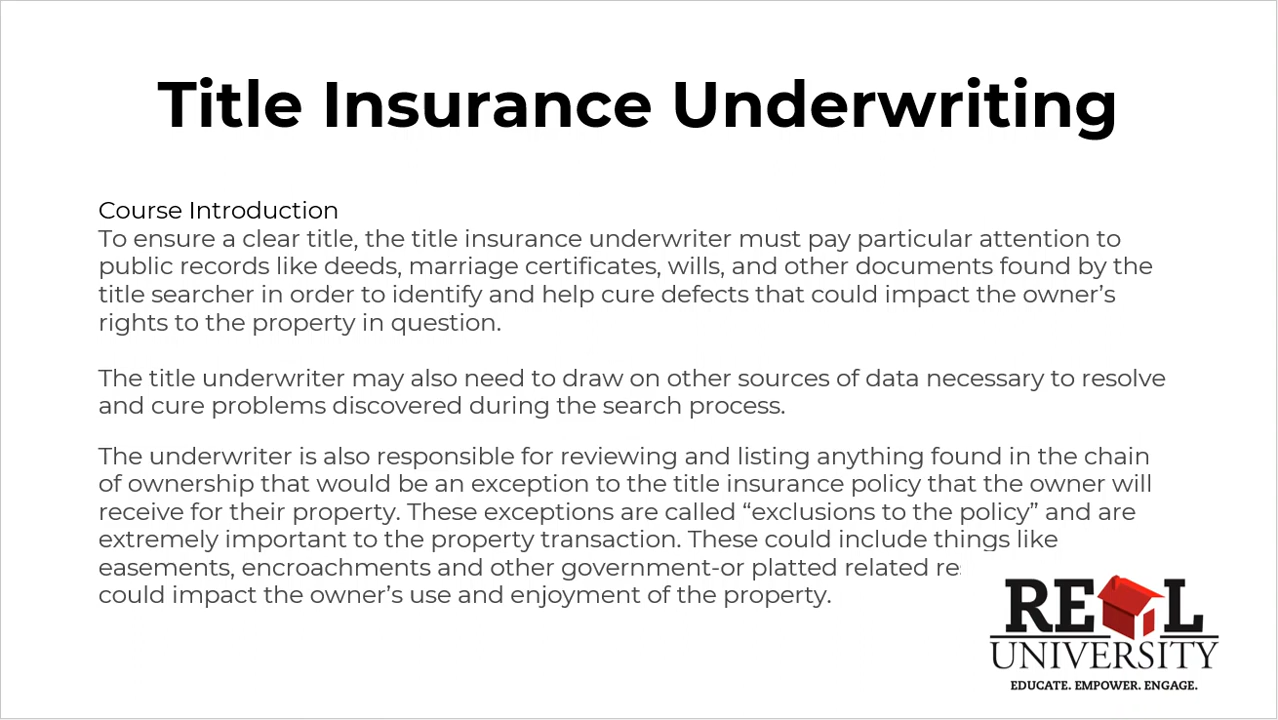 Title Insurance Underwriting
Course Introduction
To ensure a clear title, the title insurance underwriter must pay particular attention to
public records like deeds, marriage certificates, wills, and other documents found by the
title searcher in order to identify and help cure defects that could impact the owner’s
rights to the property in question.
The title underwriter may also need to draw on other sources of data necessary to resolve
and cure problems discovered during the search process.
The underwriter is also responsible for reviewing and listing anything found in the chain
of ownership that would be an exception to the title insurance policy that the owner will
receive for their property. These exceptions are called “exclusions to the policy” and are
extremely important to the property transaction. These could include things like
easements, encroachments and other government-or platted related
could impact the owner’s use and enjoyment of the property.
REAL
UNIVERSITY
EDUCATE. EMPOWER. ENGAGE.